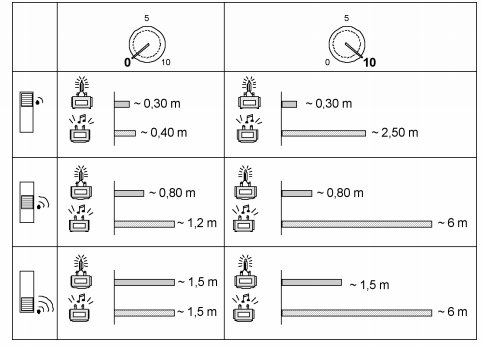 5 5
0 10 0 10
~ 0,30 m ~ 0,30 m
~ 0,40 m ~ 2,50 m
~ 0,80 m ~ 0,80 m
~ 1,2 m ~ 6 m
~ 1,5 m ~ 1,5 m
~ 1,5 m ~ 6 m